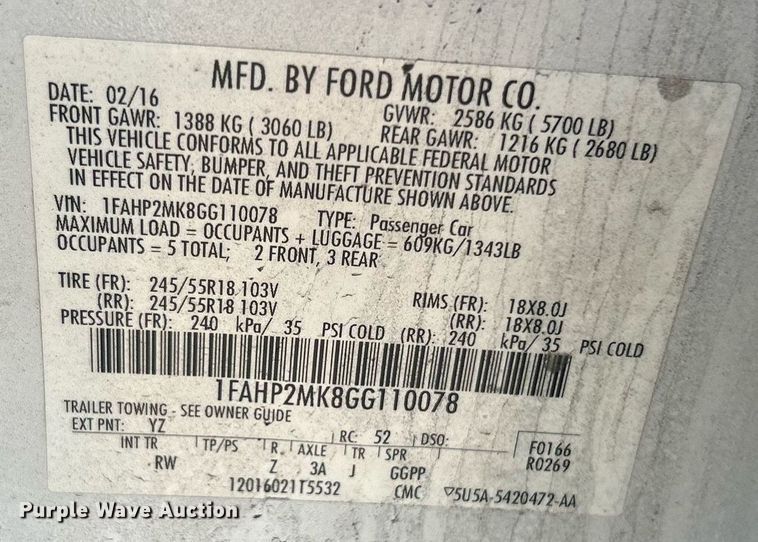 MFD. BY FORD MOTOR CO.
DATE: 02/16 GVWR: 2586 KG ( 5700 LB)
FRONT GAWR: 1388 KG ( 3060 LB) REAR GAWR: 1216 KG ( 2680 LB)
THIS VEHICLE CONFORMS TO ALL APPLICABLE FEDERAL MOTOR
VEHICLE SAFETY, BUMPER, AND THEFT PREVENTION STANDARDS
IN EFFECT ON THE DATE OF MANUFACTURE SHOWN ABOVE.
VIN: 1FAHP2MK8GG110078 TYPE: Passenger Car
MAXIMUM LOAD = OCCUPANTS + LUGGAGE = 609KG/1343LB
OCCUPANTS = 5 TOTAL; 2 FRONT, 3 REAR
TIRE (FR): 245/55R18 103V RIMS (FR): 18X8.0J
(RR): 245/55R18 103V (RR): 18X8.0J
PRESSURE (FR): 240 kPa/ 35 PSI COLD (RR): 240 kPa/ 35 PSI COLD
1FAHP2MK8GG110078
TRAILER TOWING - SEE OWNER GUIDE
EXT PNT: YZ RC: 52 DSO: F0166
INT TR TP/PS R AXLE TR SPR R0269
RW Z 3A J GGPP
12016021T5532 CMC ▽5U5A-5420472-AA
Purple Wave Auction